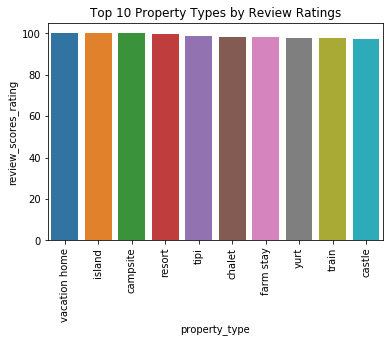 Top 10 Property Types by Review Ratings
review_scores_rating
100
80
60
40
20
0
vacation home
island
campsite
resort
tipi
chalet
farm stay
yurt
train
castle
property_type